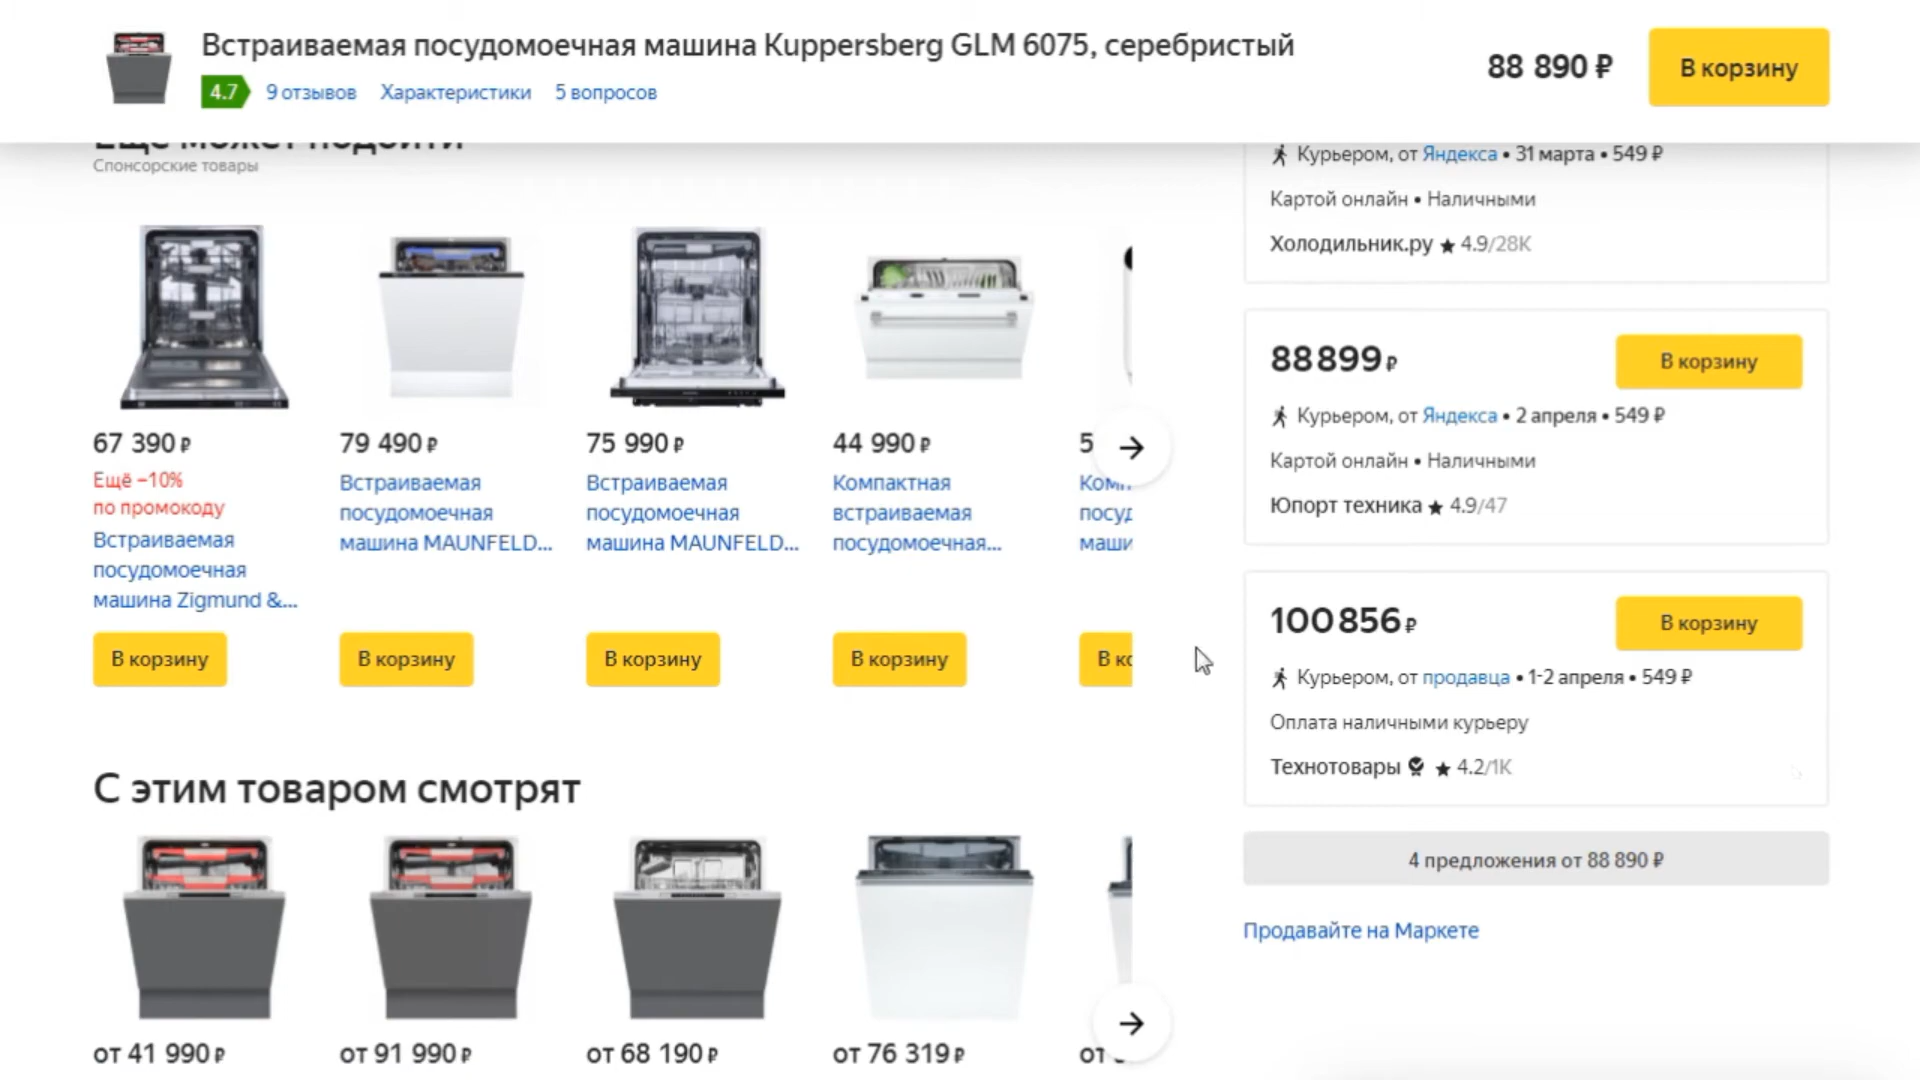 Встраиваемая посудомоечная машина Kuppersberg GLM 6075, серебристый
4.7 9 отзывов Характеристики 5 вопросов
88 890 ₽
В корзину
Ещё может подойти
Спонсорские товары
67 390 ₽
Ещё −10%
по промокоду
Встраиваемая
посудомоечная
машина Zigmund &...
В корзину
79 490 ₽
Встраиваемая
посудомоечная
машина MAUNFELD...
В корзину
75 990 ₽
Встраиваемая
посудомоечная
машина MAUNFELD...
В корзину
44 990 ₽
Компактная
встраиваемая
посудомоечная...
В корзину
5
посуд
маши
В ко
С этим товаром смотрят
от 41 990 ₽
от 91 990 ₽
от 68 190 ₽
от 76 319 ₽
от
Курьером, от Яндекса • 31 марта • 549 ₽
Картой онлайн • Наличными
Холодильник.ру ★ 4.9/28K
88 899 ₽
В корзину
Курьером, от Яндекса • 2 апреля • 549 ₽
Картой онлайн • Наличными
Юпорт техника ★ 4.9/47
100 856 ₽
В корзину
Курьером, от продавца • 1-2 апреля • 549 ₽
Оплата наличными курьеру
Технотовары ★ 4.2/1K
4 предложения от 88 890 ₽
Продавайте на Маркете